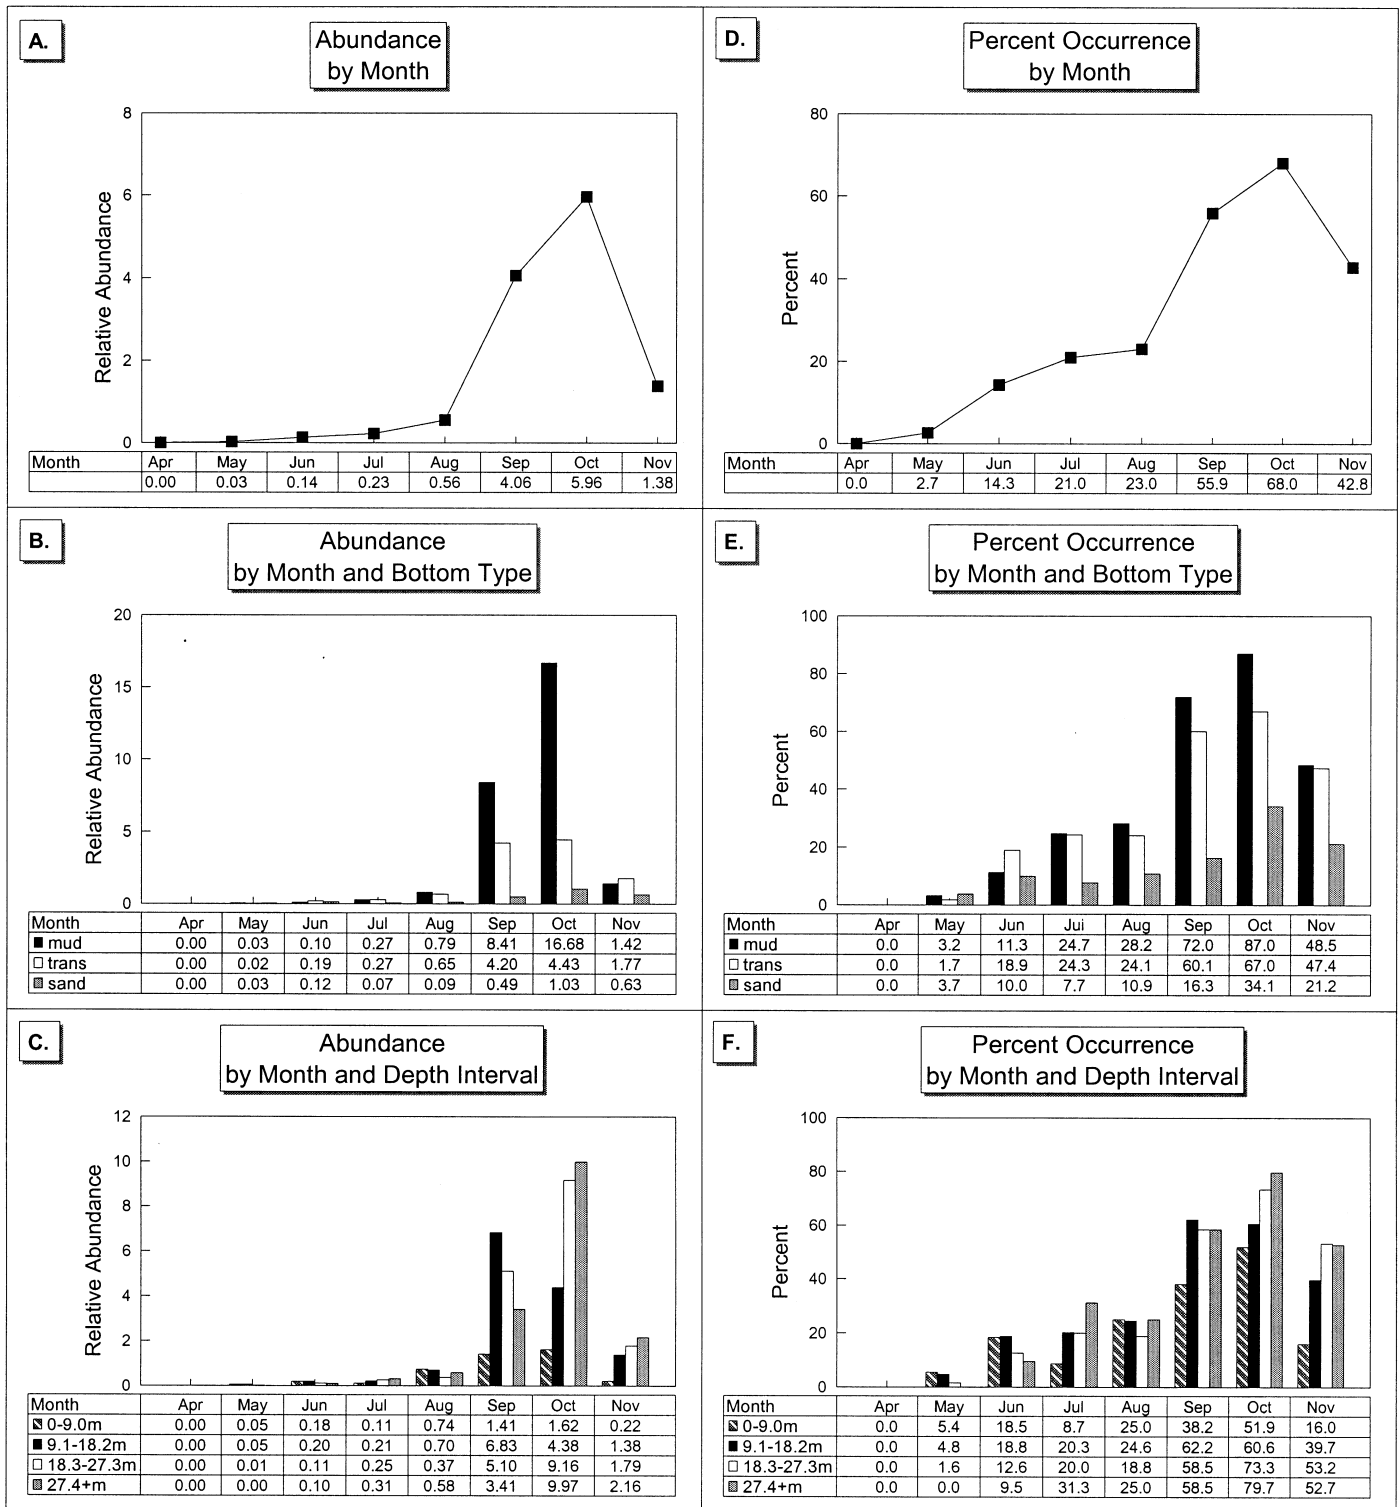 A.
Abundance
by Month
Relative Abundance
8
6
4
2
0
Month Apr May Jun Jul Aug Sep Oct Nov
0.00 0.03 0.14 0.23 0.56 4.06 5.96 1.38
D.
Percent Occurrence
by Month
Percent
80
60
40
20
0
Month Apr May Jun Jul Aug Sep Oct Nov
0.0 2.7 14.3 21.0 23.0 55.9 68.0 42.8
B.
Abundance
by Month and Bottom Type
Relative Abundance
20
15
10
5
0
Month Apr May Jun Jul Aug Sep Oct Nov
mud 0.00 0.03 0.10 0.27 0.79 8.41 16.68 1.42
trans 0.00 0.02 0.19 0.27 0.65 4.20 4.43 1.77
sand 0.00 0.03 0.12 0.07 0.09 0.49 1.03 0.63
E.
Percent Occurrence
by Month and Bottom Type
Percent
100
80
60
40
20
0
Month Apr May Jun Jui Aug Sep Oct Nov
mud 0.0 3.2 11.3 24.7 28.2 72.0 87.0 48.5
trans 0.0 1.7 18.9 24.3 24.1 60.1 67.0 47.4
sand 0.0 3.7 10.0 7.7 10.9 16.3 34.1 21.2
C.
Abundance
by Month and Depth Interval
Relative Abundance
12
10
8
6
4
2
0
Month Apr May Jun Jul Aug Sep Oct Nov
0-9.0m 0.00 0.05 0.18 0.11 0.74 1.41 1.62 0.22
9.1-18.2m 0.00 0.05 0.20 0.21 0.70 6.83 4.38 1.38
18.3-27.3m 0.00 0.01 0.11 0.25 0.37 5.10 9.16 1.79
27.4+m 0.00 0.00 0.10 0.31 0.58 3.41 9.97 2.16
F.
Percent Occurrence
by Month and Depth Interval
Percent
100
80
60
40
20
0
Month Apr May Jun Jul Aug Sep Oct Nov
0-9.0m 0.0 5.4 18.5 8.7 25.0 38.2 51.9 16.0
9.1-18.2m 0.0 4.8 18.8 20.3 24.6 62.2 60.6 39.7
18.3-27.3m 0.0 1.6 12.6 20.0 18.8 58.5 73.3 53.2
27.4+m 0.0 0.0 9.5 31.3 25.0 58.5 79.7 52.7